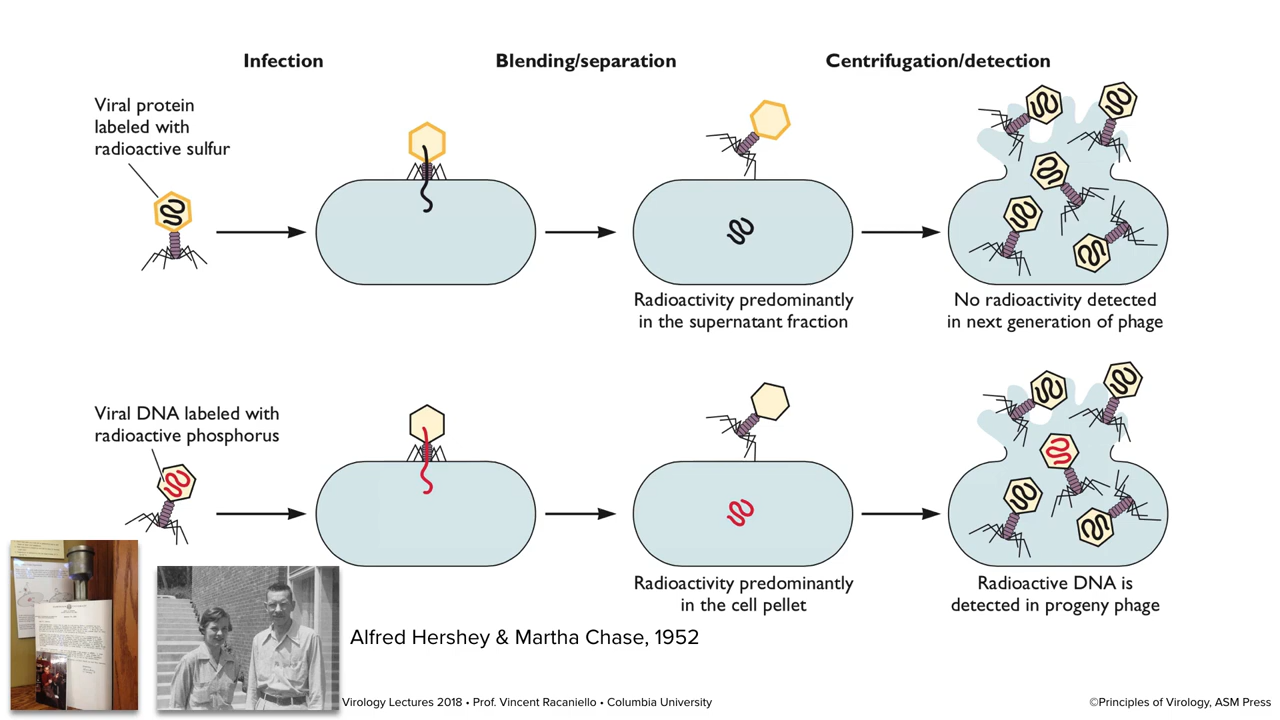 Infection
Blending/separation
Centrifugation/detection
Viral protein
labeled with
radioactive sulfur
Radioactivity predominantly
in the supernatant fraction
No radioactivity detected
in next generation of phage
Viral DNA labeled with
radioactive phosphorus
Radioactivity predominantly
in the cell pellet
Radioactive DNA is
detected in progeny phage
Alfred Hershey & Martha Chase, 1952
Virology Lectures 2018 • Prof. Vincent Racaniello • Columbia University
©Principles of Virology, ASM Press